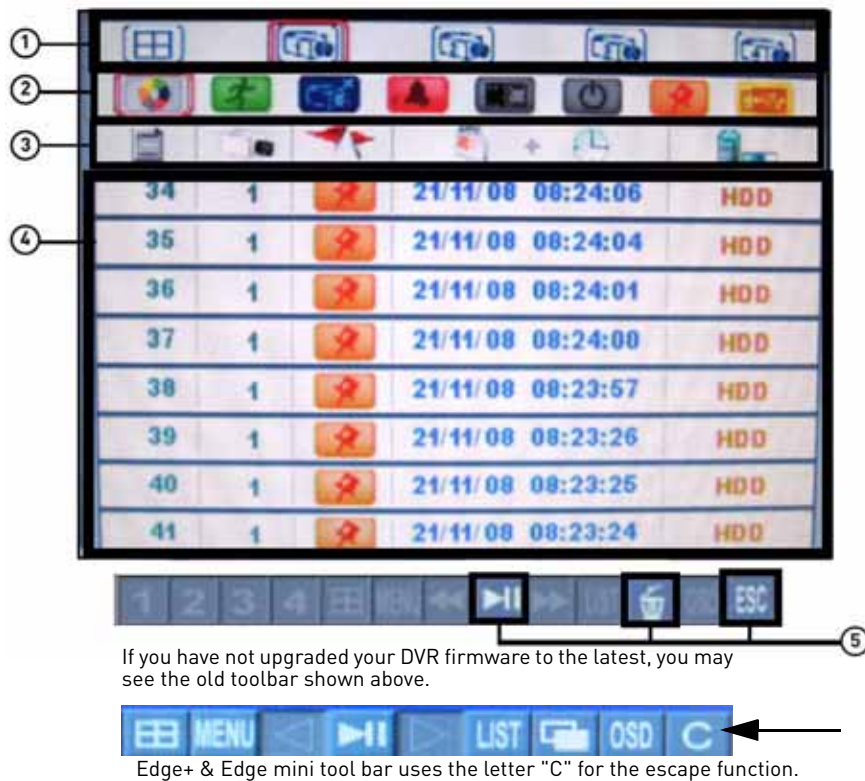 1
2
3
34 1 21/11/08 08:24:06 HDD
4
35 1 21/11/08 08:24:04 HDD
36 1 21/11/08 08:24:01 HDD
37 1 21/11/08 08:24:00 HDD
38 1 21/11/08 08:23:57 HDD
39 1 21/11/08 08:23:26 HDD
40 1 21/11/08 08:23:25 HDD
41 1 21/11/08 08:23:24 HDD
1 2 3 4 MENU LIST OSD ESC
5
If you have not upgraded your DVR firmware to the latest, you may
see the old toolbar shown above.
MENU LIST OSD C
Edge+ & Edge mini tool bar uses the letter "C" for the escape function.